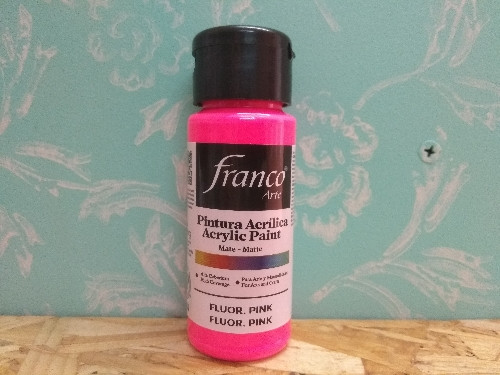 franco
Arte
Pintura Acrílica
Acrylic Paint
Mate - Matte
FLUOR. PINK
FLUOR. PINK